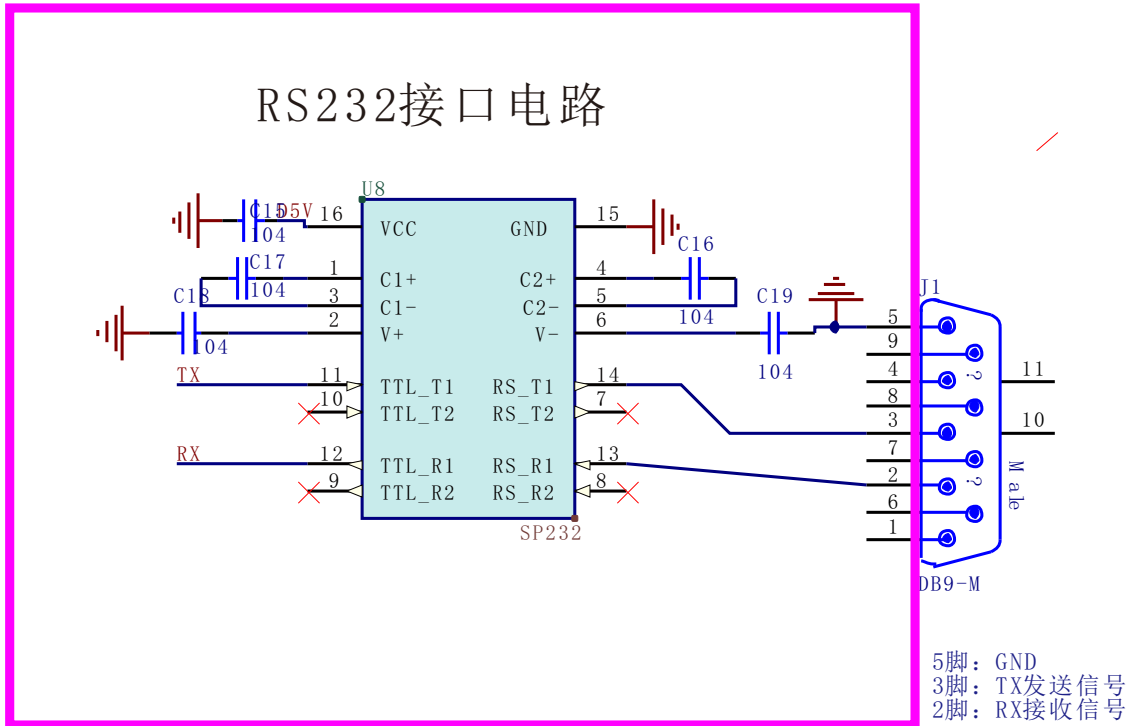 RS232接口电路
U8
C15
D5V
104
16
VCC
GND
15
C17
104
1
C1+
C2+
4
C16
104
3
C1-
C2-
5
C18
104
2
V+
V-
6
C19
104
TX
11
TTL_T1
RS_T1
14
10
TTL_T2
RS_T2
7
RX
12
TTL_R1
RS_R1
13
9
TTL_R2
RS_R2
8
SP232
J1
5
9
4
8
3
7
2
6
1
?
?
11
10
Male
DB9-M
5脚: GND
3脚: TX发送信号
2脚: RX接收信号